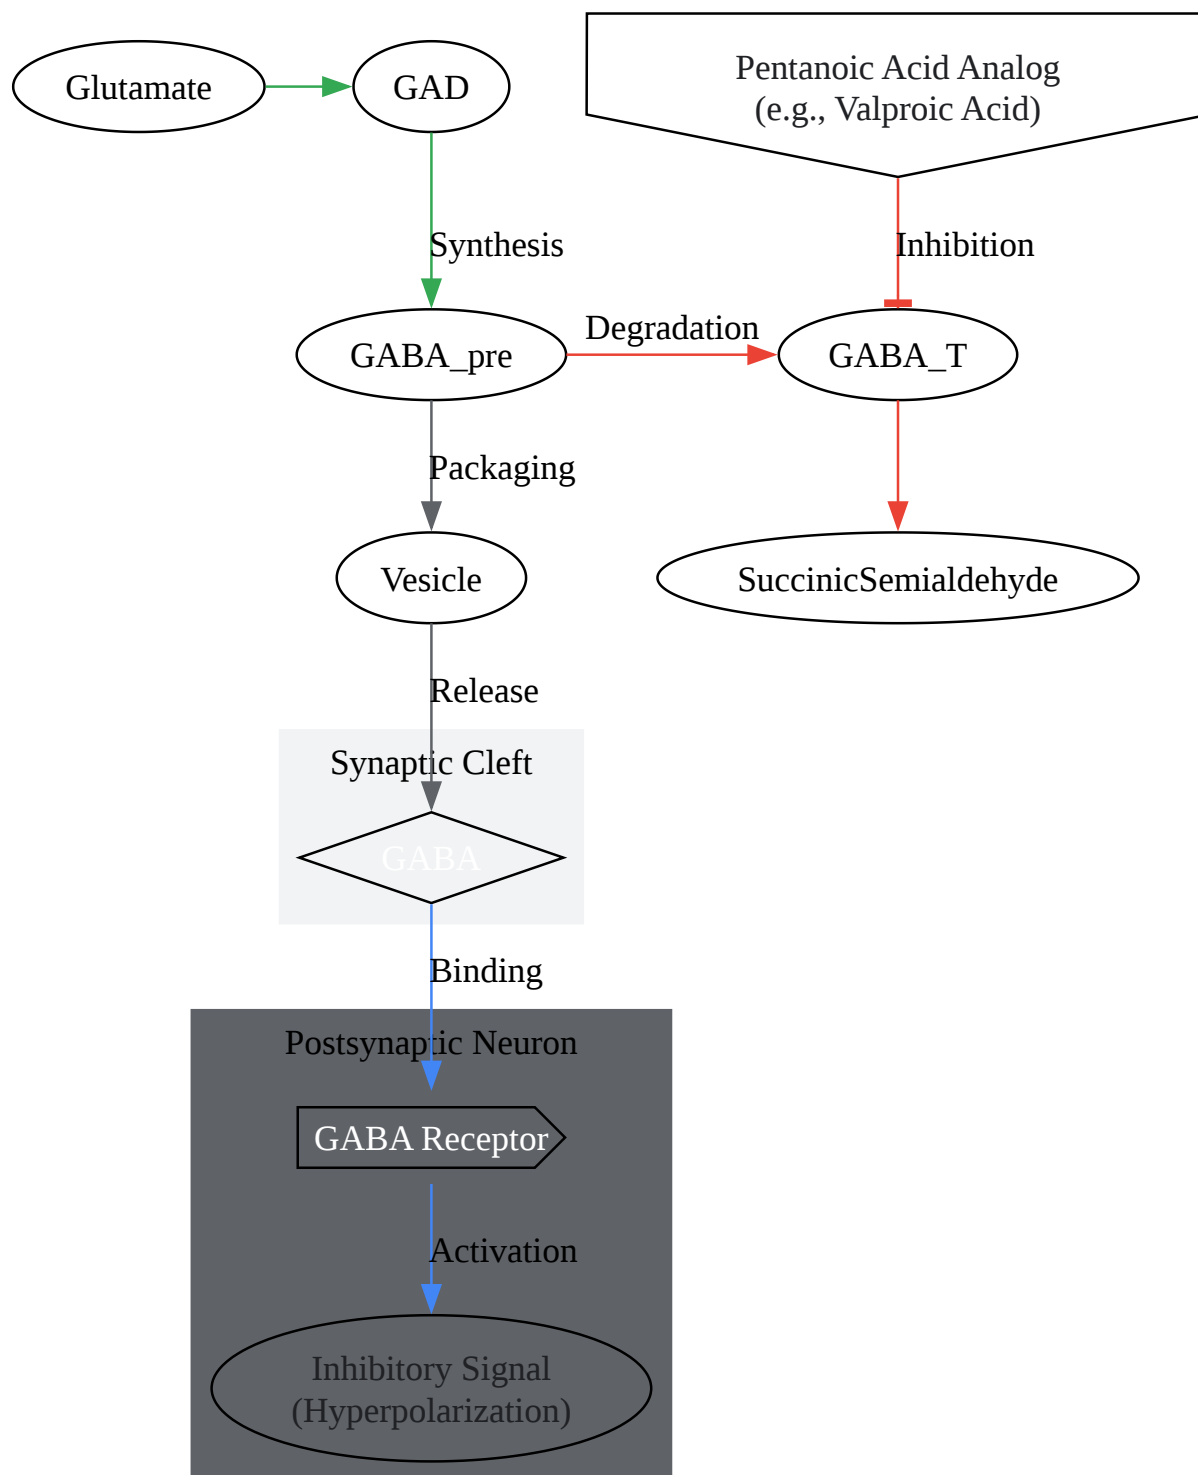 Glutamate
GAD
Pentanoic Acid Analog
(e.g., Valproic Acid)
Synthesis
Inhibition
GABA_pre
Degradation
GABA_T
Packaging
Vesicle
SuccinicSemialdehyde
Release
Synaptic Cleft
GABA
Binding
Postsynaptic Neuron
GABA Receptor
Activation
Inhibitory Signal
(Hyperpolarization)